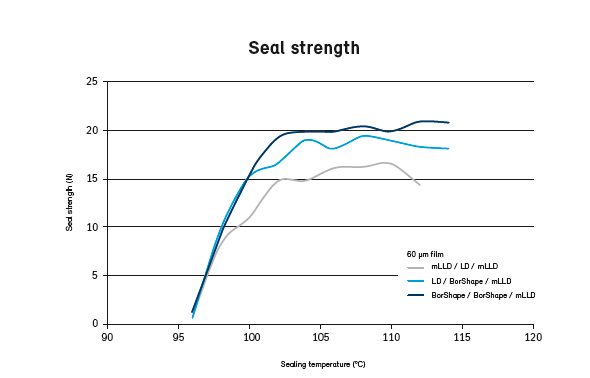 Seal strength
25
20
15
10
5
0
90 95 100 105 110 115 120
Seal strength (N)
Sealing temperature (°C)
60 µm film
mLLD / LD / mLLD
LD / BorShape / mLLD
BorShape / BorShape / mLLD